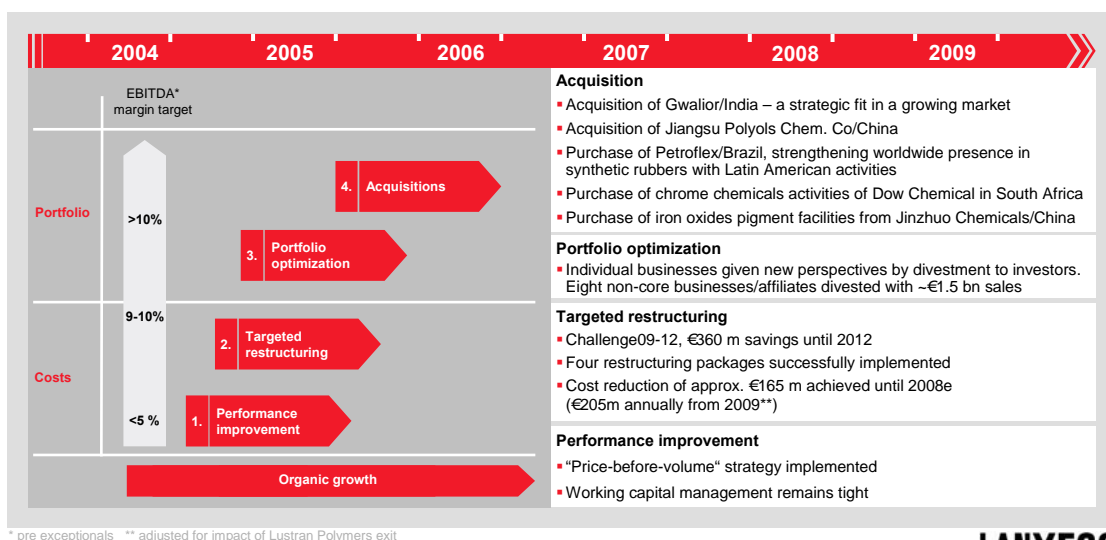 2004 2005 2006 2007 2008 2009
EBITDA*
margin target
Portfolio
>10%
4. Acquisitions
3. Portfolio
optimization
9-10%
Costs
2. Targeted
restructuring
<5 %
1. Performance
improvement
Organic growth
Acquisition
▪ Acquisition of Gwalior/India – a strategic fit in a growing market
▪ Acquisition of Jiangsu Polyols Chem. Co/China
▪ Purchase of Petroflex/Brazil, strengthening worldwide presence in
synthetic rubbers with Latin American activities
▪ Purchase of chrome chemicals activities of Dow Chemical in South Africa
▪ Purchase of iron oxides pigment facilities from Jinzhuo Chemicals/China
Portfolio optimization
▪ Individual businesses given new perspectives by divestment to investors.
Eight non-core businesses/affiliates divested with ~€1.5 bn sales
Targeted restructuring
▪ Challenge09-12, €360 m savings until 2012
▪ Four restructuring packages successfully implemented
▪ Cost reduction of approx. €165 m achieved until 2008e
(€205m annually from 2009**)
Performance improvement
▪ “Price-before-volume“ strategy implemented
▪ Working capital management remains tight
* pre exceptionals ** adjusted for impact of Lustran Polymers exit